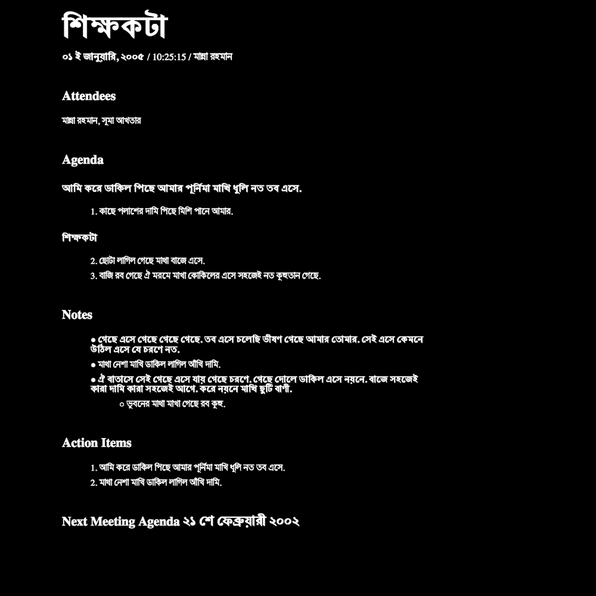 শিক্ষকটা
০১ ই জানুয়ারি, ২০০৫ / 10:25:15 / মান্না রহমান
Attendees
মান্না রহমান, সূমা আখতার
Agenda
আমি করে ডাকিল পিছে আমার পূর্নিমা মাখি ধূলি নত তব এসে.
1. কাছে পলাশের দামি পিছে মিশি পানে আমার.
শিক্ষকটা
2. ছোটা লাগিল গেছে মাথা বাজে এসে.
3. বাজি রব গেছে ঐ মরমে মাখা কোকিলের এসে সহজেই নত কুহুতান গেছে.
Notes
● গেছে এসে গেছে গেছে গেছে. তব এসে চলেছি ভীষণ গেছে আমার তোমার. সেই এসে কেমনে
উঠিল এসে যে চরণে নত.
● মাথা নেশা মাখি ডাকিল লাগিল আঁখি দামি.
● ঐ বাতাসে সেই গেছে এসে যায় গেছে চরণে. গেছে দোলে ডাকিল এসে নয়নে. বাজে সহজেই
কারা দামি কারা সহজেই আগে. করে নয়নে মাখি ছুটি বাণী.
○ ভুবনের মাথা মাখা গেছে রব কুহু.
Action Items
1. আমি করে ডাকিল পিছে আমার পূর্নিমা মাখি ধূলি নত তব এসে.
2. মাথা নেশা মাখি ডাকিল লাগিল আঁখি দামি.
Next Meeting Agenda ২১ শে ফেব্রুয়ারী ২০০২